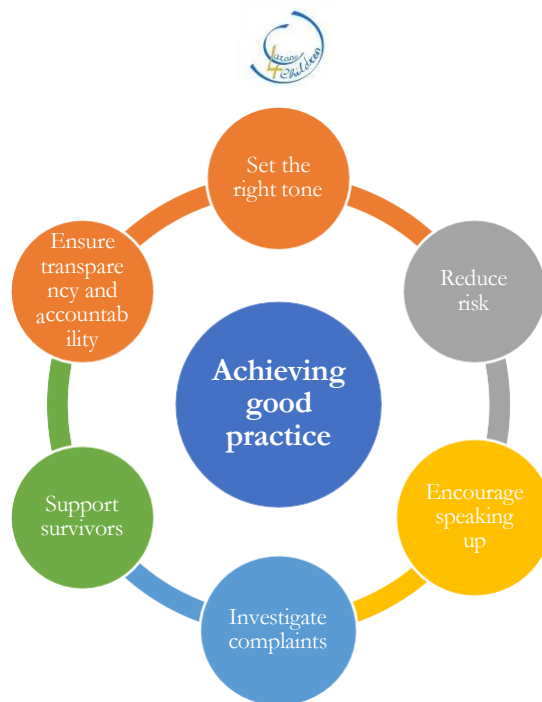 4Children
Set the
right tone
Reduce
risk
Encourage
speaking
up
Investigate
complaints
Support
survivors
Ensure
transpare
ncy and
accountab
ility
Achieving
good
practice